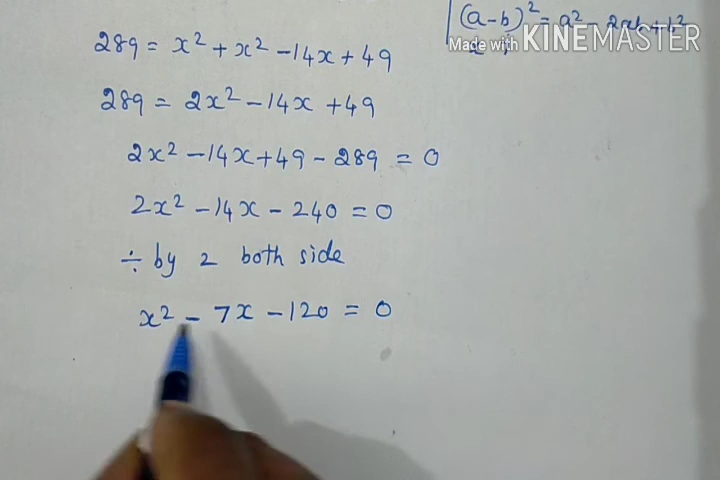 (a-b)² = a² - 2ab + b²
Made with KINEMASTER
289 = x² + x² - 14x + 49
289 = 2x² - 14x + 49
2x² - 14x + 49 - 289 = 0
2x² - 14x - 240 = 0
÷ by 2 both side
x² - 7x - 120 = 0